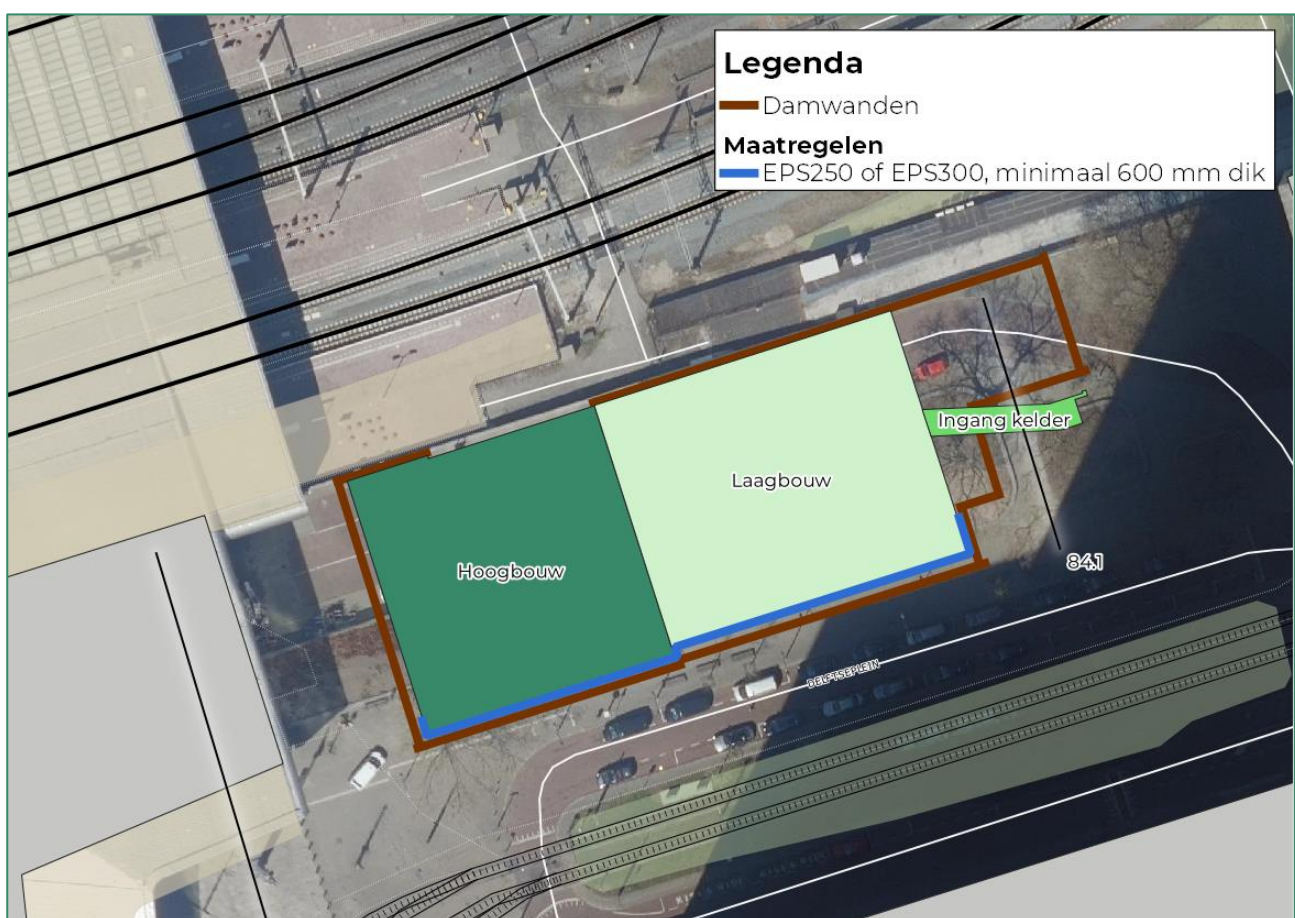 Legenda
Damwanden
Maatregelen
EPS250 of EPS300, minimaal 600 mm dik
Ingang kelder
Laagbouw
Hoogbouw
84.1
DELFTSEPLEIN